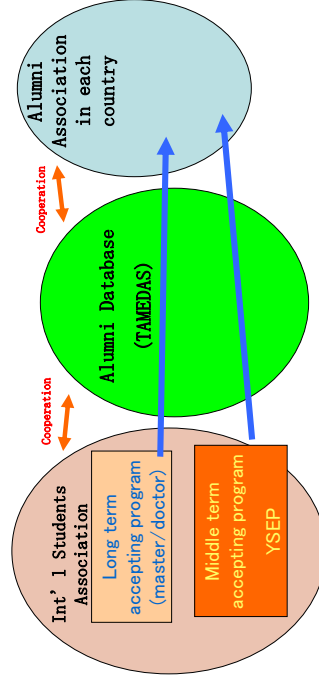 Int' l Students
Association
Long term
accepting program
(master/doctor)
Middle term
accepting program
YSEP
Cooperation
Alumni Database
(TAMEDAS)
Cooperation
Alumni
Association
in each
country